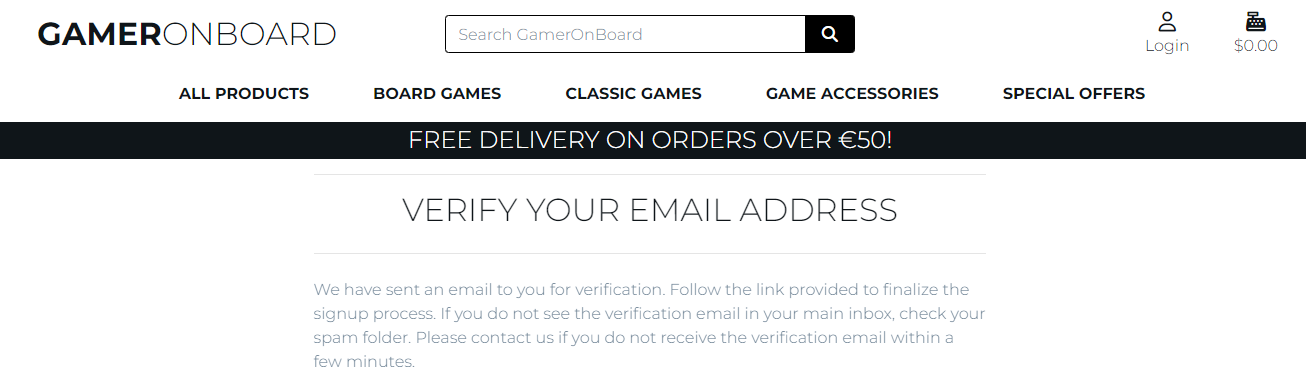 GAMERONBOARD
Search GamerOnBoard
Login
$0.00
ALL PRODUCTS BOARD GAMES CLASSIC GAMES GAME ACCESSORIES SPECIAL OFFERS
FREE DELIVERY ON ORDERS OVER €50!
VERIFY YOUR EMAIL ADDRESS
We have sent an email to you for verification. Follow the link provided to finalize the
signup process. If you do not see the verification email in your main inbox, check your
spam folder. Please contact us if you do not receive the verification email within a
few minutes.